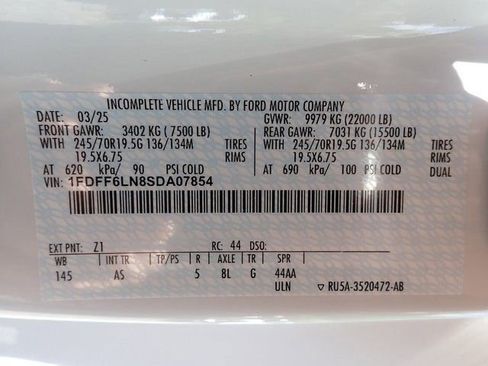 INCOMPLETE VEHICLE MFD. BY FORD MOTOR COMPANY
DATE: 03/25 GVWR: 9979 KG (22000 LB)
FRONT GAWR: 3402 KG (7500 LB) REAR GAWR: 7031 KG (15500 LB)
WITH 245/70R19.5G 136/134M TIRES WITH 245/70R19.5G 136/134M TIRES
19.5X6.75 RIMS 19.5X6.75 RIMS
AT 620 kPa/ 90 PSI COLD AT 690 kPa/ 100 PSI COLD DUAL
VIN: 1FDFF6LN8SDA07854
EXT PNT: Z1 RC: 44 DSO:
WB INT TR TP/PS R AXLE TR SPR
145 AS 5 8L G 44AA
ULN ▽ RU5A-3520472-AB